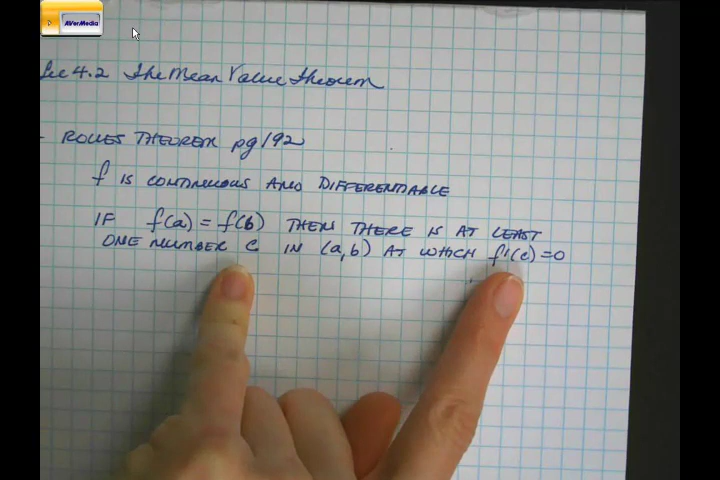 AVerMedia
Sec 4.2 The Mean Value Theorem
- ROLLES THEOREM pg 192
f IS CONTINUOUS AND DIFFERENTIABLE
IF f(a) = f(b) THEN THERE IS AT LEAST
ONE NUMBER C IN (a,b) AT WHICH f'(c) = 0